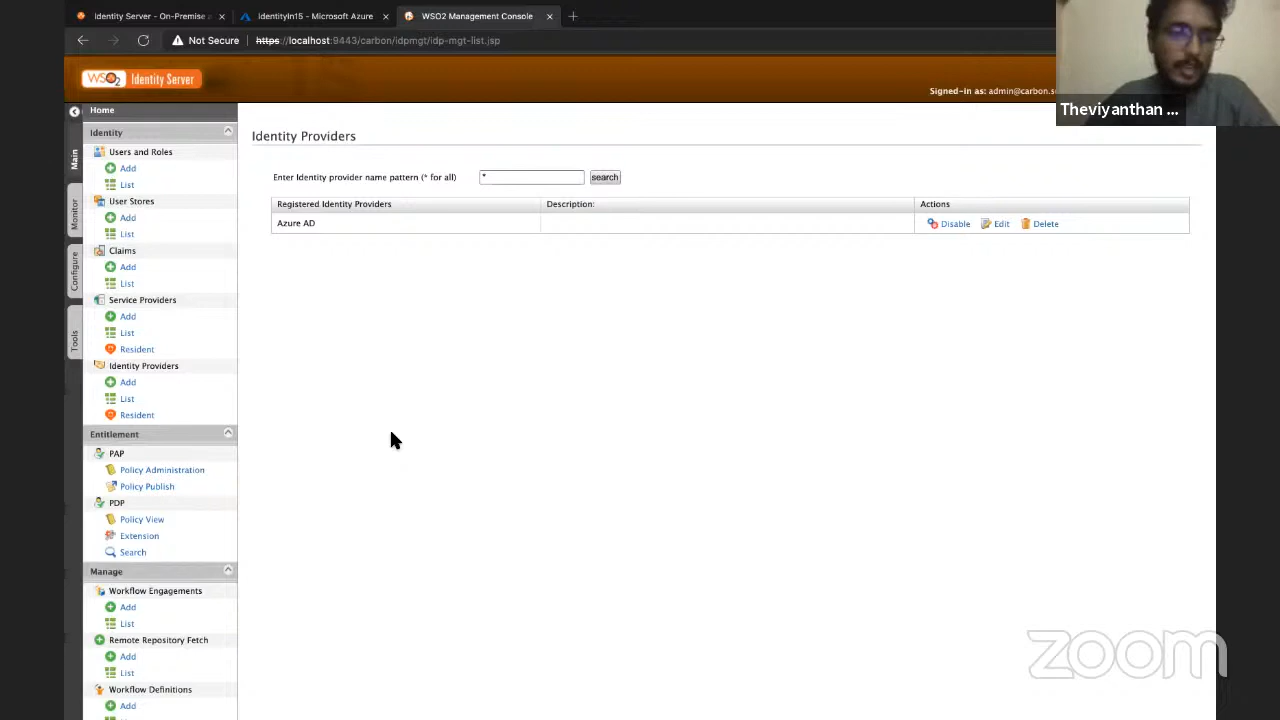 Identity Server - On-Premise a
IdentityIn15 - Microsoft Azure
WSO2 Management Console
Not Secure
https://localhost:9443/carbon/idpmgt/idp-mgt-list.jsp
WSO2 Identity Server
Signed-in as: admin@carbon.s
Theviyanthan ...
Home
Identity
Users and Roles
Add
List
User Stores
Add
List
Claims
Add
List
Service Providers
Add
List
Resident
Identity Providers
Add
List
Resident
Entitlement
PAP
Policy Administration
Policy Publish
PDP
Policy View
Extension
Search
Manage
Workflow Engagements
Add
List
Remote Repository Fetch
Add
List
Workflow Definitions
Add
Main
Monitor
Configure
Tools
Identity Providers
Enter Identity provider name pattern (* for all) * search
Registered Identity Providers Description: Actions
Azure AD Disable Edit Delete
zoom